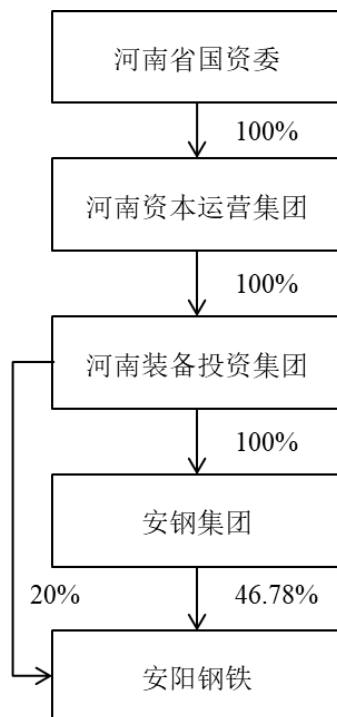 河南省国资委
100%
河南资本运营集团
100%
河南装备投资集团
100%
安钢集团
20%
46.78%
安阳钢铁